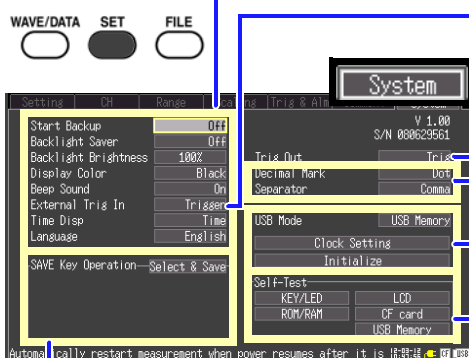 WAVE/DATA SET FILE
System
Setting CH Range Trig & Alm
V 1.00
S/N 080629561
Start Backup Off
Backlight Saver Off
Backlight Brightness 100%
Display Color Black
Beep Sound On
External Trig In Trigger
Time Disp Time
Language English
Trig Out Trig
Decimal Mark Dot
Separator Comma
USB Mode USB Memory
Clock Setting
Initialize
SAVE Key Operation Select & Save
Self-Test
KEY/LED LCD
ROM/RAM CF card
USB Memory
Automatically restart measurement when power resumes after it is
CF USB